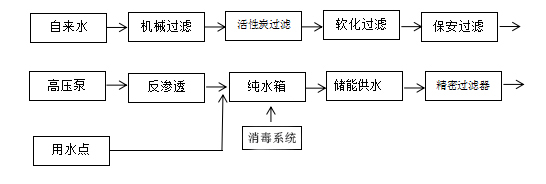 自来水 机械过滤 活性炭过滤 软化过滤 保安过滤
高压泵 反渗透 纯水箱 储能供水 精密过滤器
消毒系统
用水点